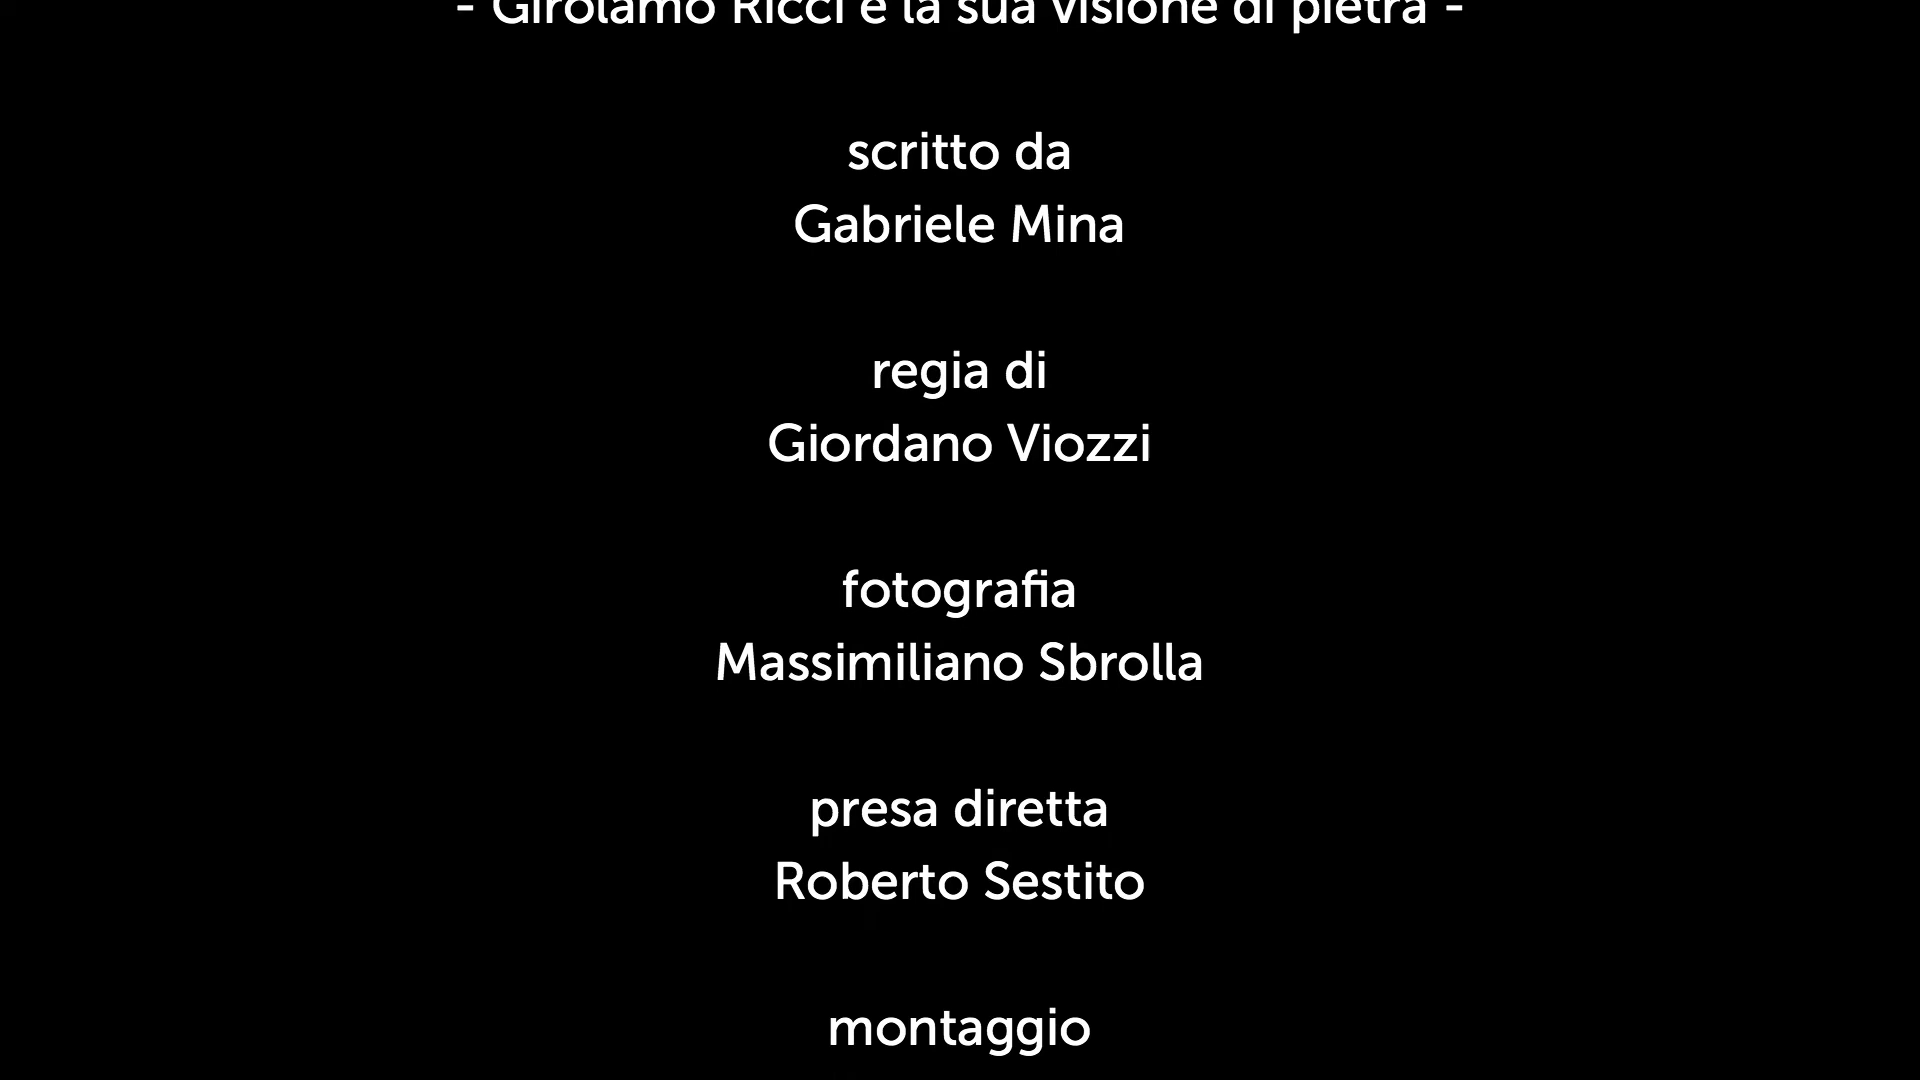 - Girolamo Ricci e la sua visione di pietra -
scritto da
Gabriele Mina
regia di
Giordano Viozzi
fotografia
Massimiliano Sbrolla
presa diretta
Roberto Sestito
montaggio